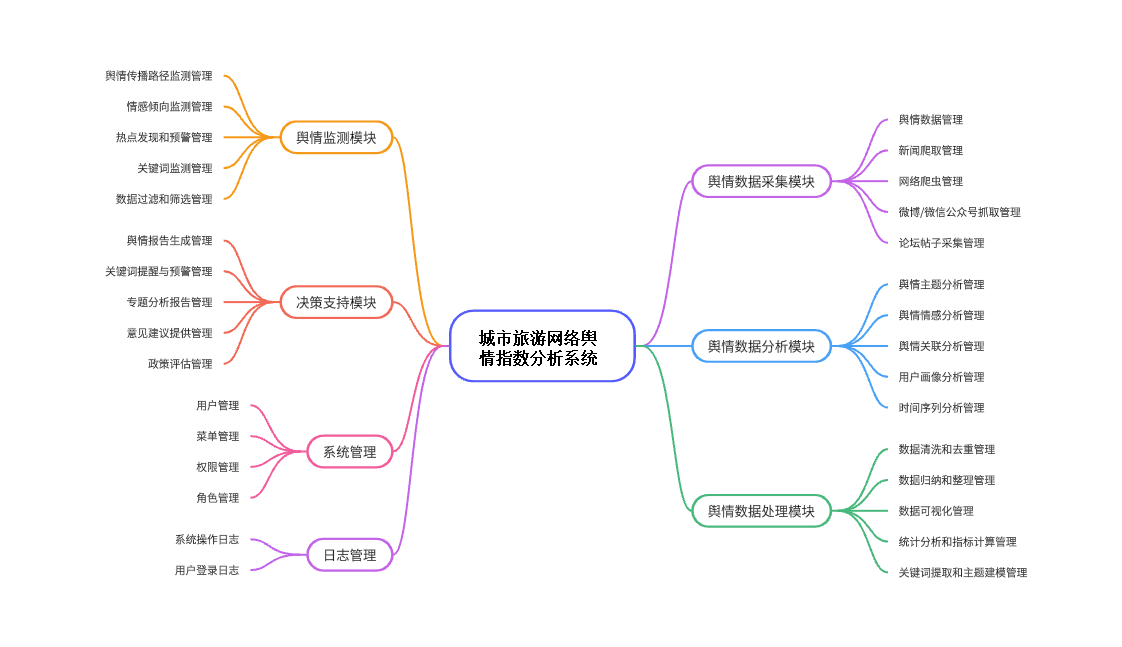 城市旅游网络舆
情指数分析系统
舆情监测模块
舆情传播路径监测管理
情感倾向监测管理
热点发现和预警管理
关键词监测管理
数据过滤和筛选管理
决策支持模块
舆情报告生成管理
关键词提醒与预警管理
专题分析报告管理
意见建议提供管理
政策评估管理
系统管理
用户管理
菜单管理
权限管理
角色管理
日志管理
系统操作日志
用户登录日志
舆情数据采集模块
舆情数据管理
新闻爬取管理
网络爬虫管理
微博/微信公众号抓取管理
论坛帖子采集管理
舆情数据分析模块
舆情主题分析管理
舆情情感分析管理
舆情关联分析管理
用户画像分析管理
时间序列分析管理
舆情数据处理模块
数据清洗和去重管理
数据归纳和整理管理
数据可视化管理
统计分析和指标计算管理
关键词提取和主题建模管理